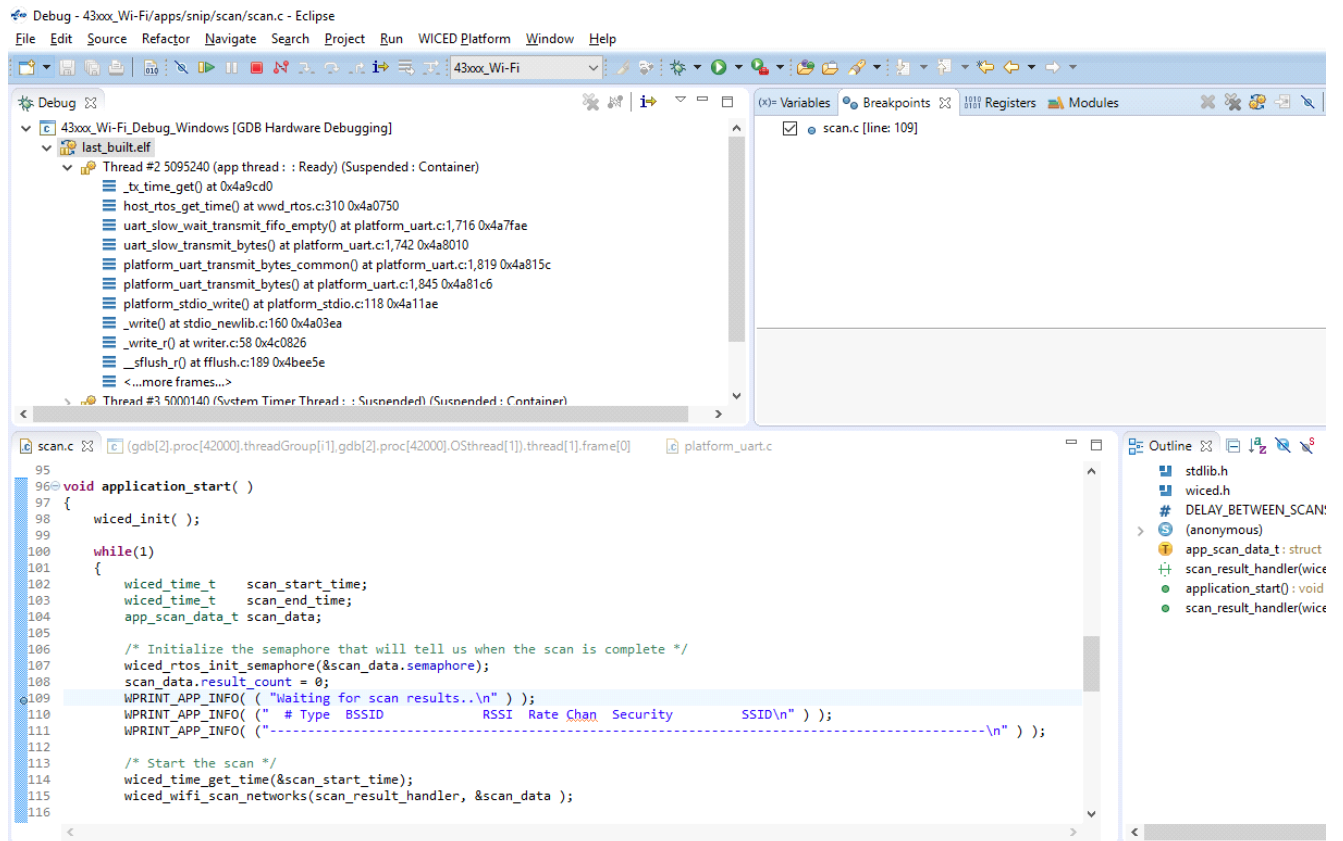 Debug - 43xxx_Wi-Fi/apps/snip/scan/scan.c - Eclipse
File Edit Source Refactor Navigate Search Project Run WICED Platform Window Help
010 43xxx_Wi-Fi
Debug
43xxx_Wi-Fi_Debug_Windows [GDB Hardware Debugging]
last_built.elf
Thread #2 5095240 (app thread : : Ready) (Suspended : Container)
_tx_time_get() at 0x4a9cd0
host_rtos_get_time() at wwd_rtos.c:310 0x4a0750
uart_slow_wait_transmit_fifo_empty() at platform_uart.c:1,716 0x4a7fae
uart_slow_transmit_bytes() at platform_uart.c:1,742 0x4a8010
platform_uart_transmit_bytes_common() at platform_uart.c:1,819 0x4a815c
platform_uart_transmit_bytes() at platform_uart.c:1,845 0x4a81c6
platform_stdio_write() at platform_stdio.c:118 0x4a11ae
_write() at stdio_newlib.c:160 0x4a03ea
_write_r() at writer.c:58 0x4c0826
__sflush_r() at fflush.c:189 0x4bee5e
<...more frames...>
Thread #3 5000140 (System Timer Thread : : Suspended) (Suspended : Container)
(x)= Variables Breakpoints 1010 0101 Registers Modules
scan.c [line: 109]
scan.c (gdb[2].proc[42000].threadGroup[i1],gdb[2].proc[42000].OSthread[1]).thread[1].frame[0] platform_uart.c
95
96 void application_start( )
97 {
98 wiced_init( );
99
100 while(1)
101 {
102 wiced_time_t scan_start_time;
103 wiced_time_t scan_end_time;
104 app_scan_data_t scan_data;
105
106 /* Initialize the semaphore that will tell us when the scan is complete */
107 wiced_rtos_init_semaphore(&scan_data.semaphore);
108 scan_data.result_count = 0;
109 WPRINT_APP_INFO( ( "Waiting for scan results..\n" ) );
110 WPRINT_APP_INFO( (" # Type BSSID RSSI Rate Chan Security SSID\n" ) );
111 WPRINT_APP_INFO( ("----------------------------------------------------------------------------------------------\n" ) );
112
113 /* Start the scan */
114 wiced_time_get_time(&scan_start_time);
115 wiced_wifi_scan_networks(scan_result_handler, &scan_data );
116
Outline
stdlib.h
wiced.h
# DELAY_BETWEEN_SCANS
(anonymous)
app_scan_data_t : struct
scan_result_handler(wice
application_start() : void
scan_result_handler(wice